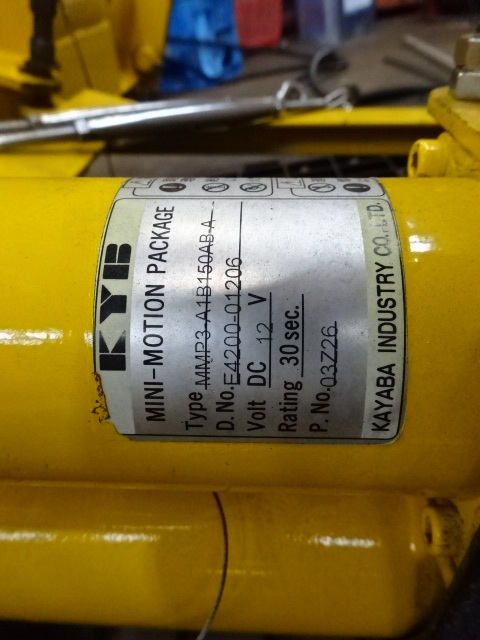 KYB
MINI-MOTION PACKAGE
Type MMP3-A1B150AB-A
D. No. E4200-01206
Volt DC 12 V
Rating 30 sec.
P. No. 03Z26
KAYABA INDUSTRY CO., LTD.